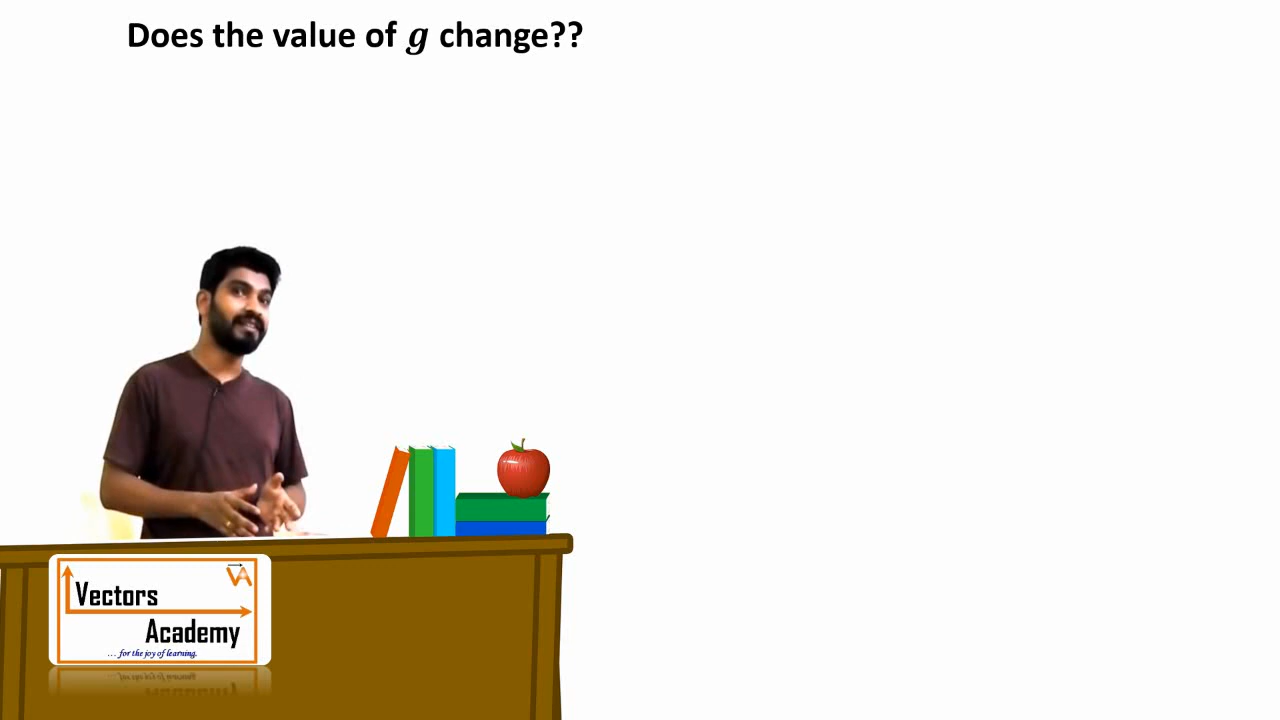 Does the value of g change??
Vectors
Academy
... for the joy of learning.